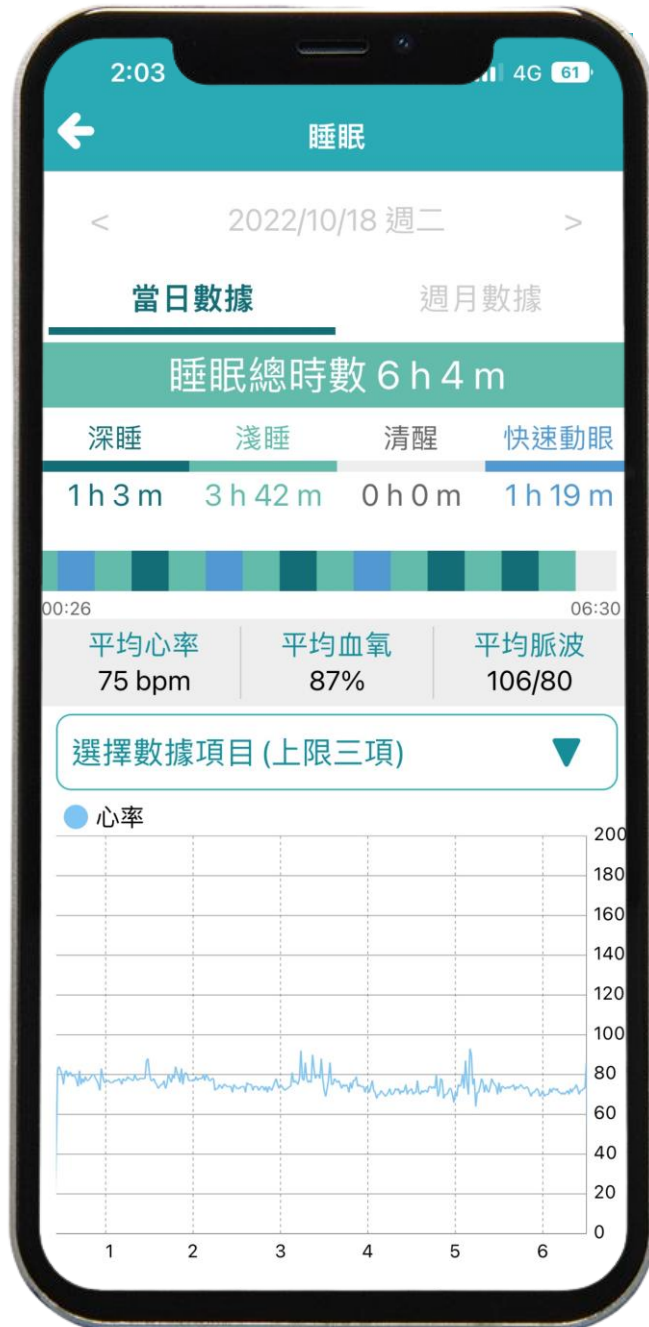 2:03 4G 61
睡眠
< 2022/10/18 週二 >
當日數據 週月數據
睡眠總時數 6 h 4 m
深睡 淺睡 清醒 快速動眼
1 h 3 m 3 h 42 m 0 h 0 m 1 h 19 m
00:26 06:30
平均心率 平均血氧 平均脈波
75 bpm 87% 106/80
選擇數據項目 (上限三項)
心率
200
180
160
140
120
100
80
60
40
20
0
1 2 3 4 5 6